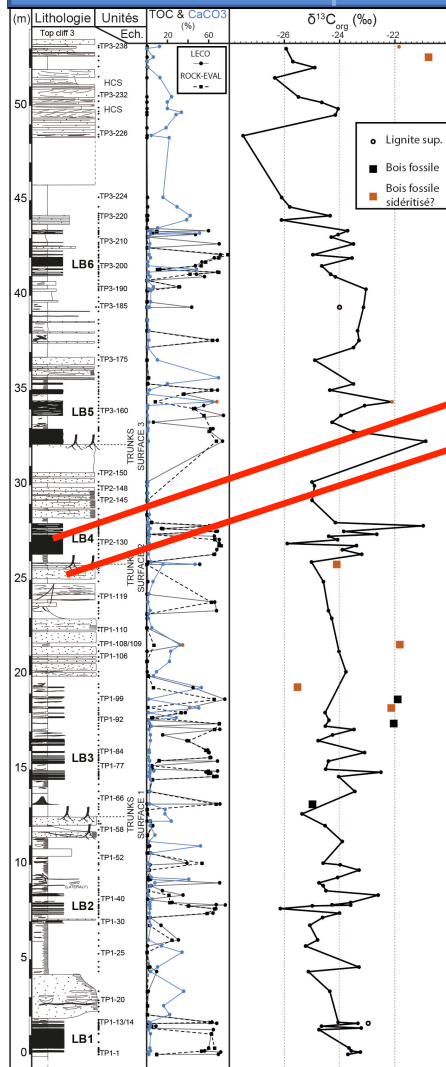 (m) Lithologie Unités TOC & CaCO3 δ¹³Corg (‰)
Top cliff 3 Ech. (%)
-26 -24 -22
LECO
ROCK-EVAL
Lignite sup.
Bois fossile
Bois fossile
sidéritisé?
TP3-236
HCS
TP3-232
50
HCS
TP3-226
45
TP3-224
TP3-220
TP3-210
LB6
TP3-200
40
TP3-190
TP3-185
TP3-175
35
LB5
TP3-160
TRUNKS
SURFACE 3
30
TP2-150
TP2-148
TP2-145
LB4
TP2-130
TRUNKS
SURFACE 2
25
TP1-119
TP1-110
TP1-108/109
TP1-106
20
TP1-99
TP1-92
LB3
TP1-84
TP1-77
15
TP1-66
TRUNKS
SURFACE 1
TP1-58
TP1-52
10
(LATERALLY)
LB2
TP1-40
TP1-30
TP1-25
5
TP1-20
TP1-13/14
LB1
TP1-1
0
-26 -24 -22